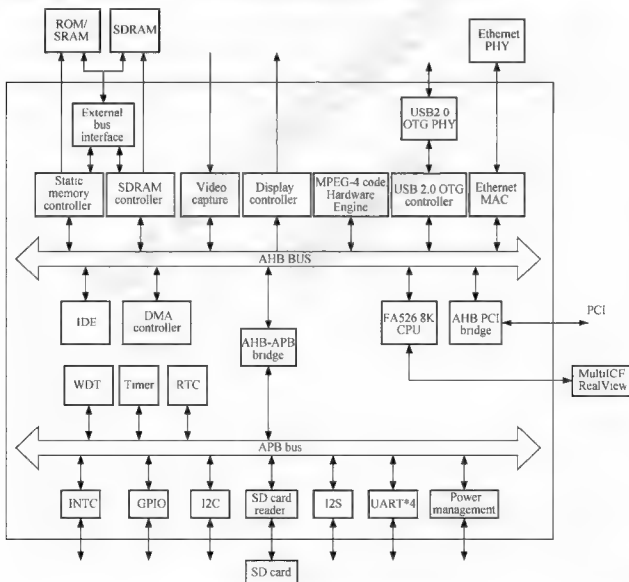 ROM/
SRAM
SDRAM
Ethernet
PHY
External
bus
interface
USB2.0
OTG PHY
Static
memory
controller
SDRAM
controller
Video
capture
Display
controller
MPEG-4 code
Hardware
Engine
USB 2.0 OTG
controller
Ethernet
MAC
AHB BUS
IDE
DMA
controller
AHB-APB
bridge
FA526 8K
CPU
AHB PCI
bridge
PCI
MultiICE
RealView
WDT
Timer
RTC
APB bus
INTC
GPIO
I2C
SD card
reader
I2S
UART*4
Power
management
SD card